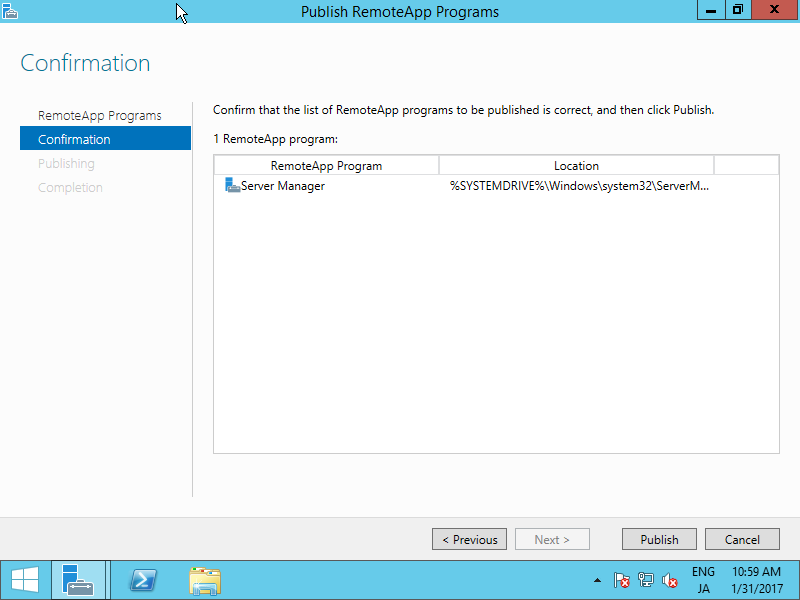 Publish RemoteApp Programs
Confirmation
RemoteApp Programs
Confirmation
Publishing
Completion
Confirm that the list of RemoteApp programs to be published is correct, and then click Publish.
1 RemoteApp program:
RemoteApp Program Location
Server Manager %SYSTEMDRIVE%\Windows\system32\ServerM...
< Previous Next > Publish Cancel
ENG 10:59 AM
JA 1/31/2017